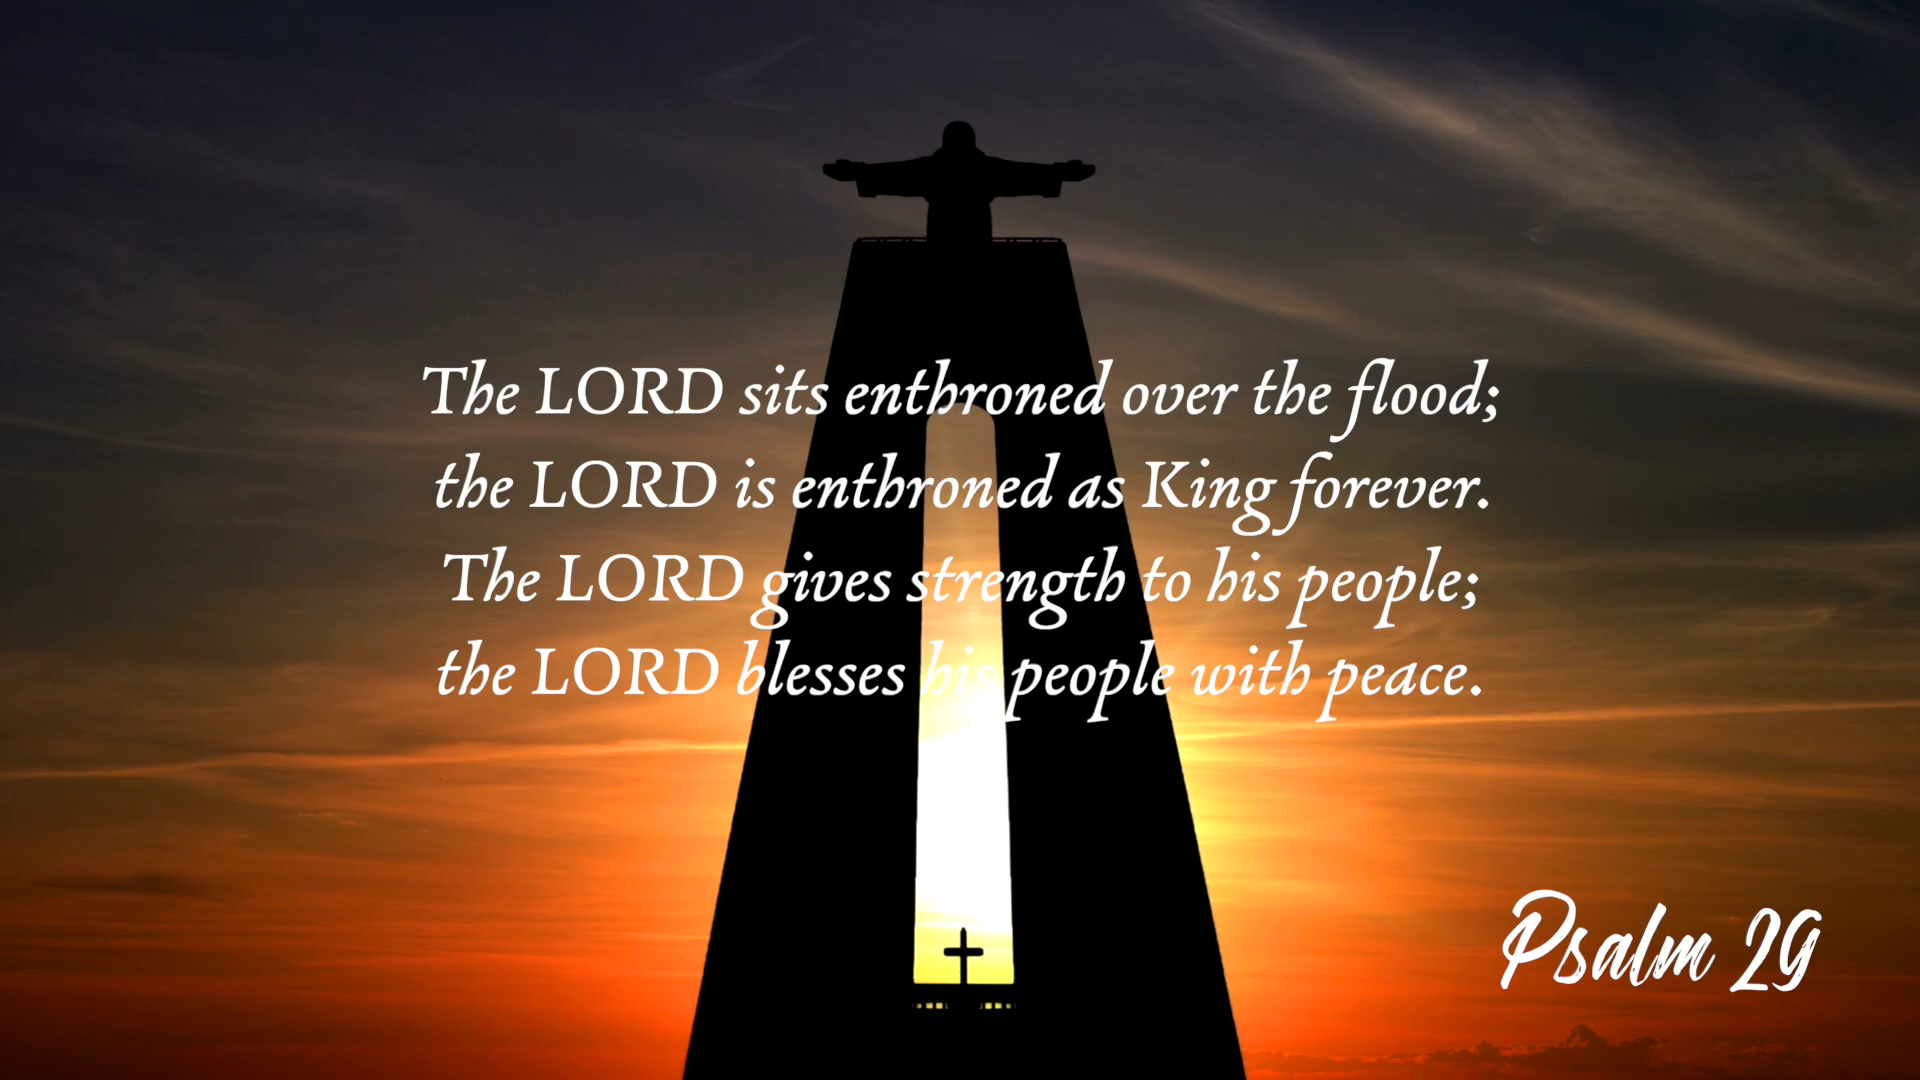 The LORD sits enthroned over the flood;
the LORD is enthroned as King forever.
The LORD gives strength to his people;
the LORD blesses his people with peace.
Psalm 29